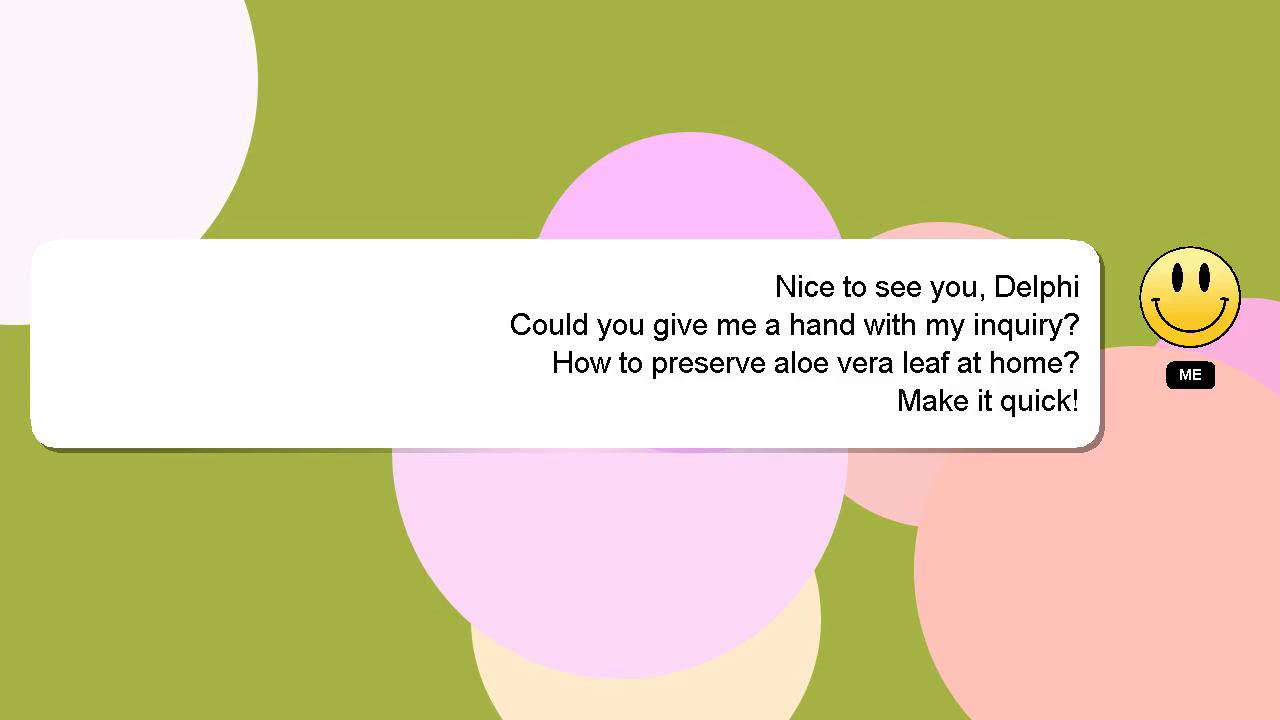 Nice to see you, Delphi
Could you give me a hand with my inquiry?
How to preserve aloe vera leaf at home?
Make it quick!
ME